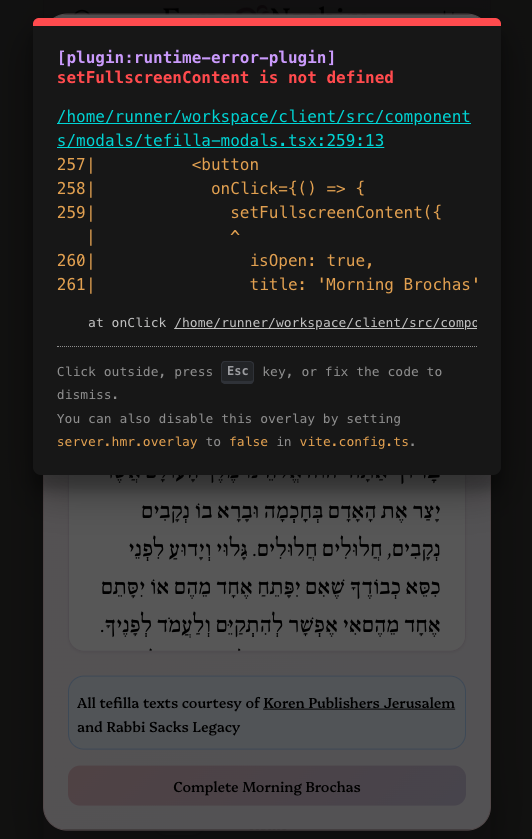 [plugin:runtime-error-plugin]
setFullscreenContent is not defined
/home/runner/workspace/client/src/component
s/modals/tefilla-modals.tsx:259:13
257|          <button
258|            onClick={() => {
259|              setFullscreenContent({
   |              ^
260|                isOpen: true,
261|                title: 'Morning Brochas'
at onClick /home/runner/workspace/client/src/compo
Click outside, press Esc key, or fix the code to
dismiss.
You can also disable this overlay by setting
server.hmr.overlay to false in vite.config.ts.
יָצַר אֶת הָאָדָם בְּחָכְמָה וּבָרָא בוֹ נְקָבִים
נְקָבִים, חֲלוּלִים חֲלוּלִים. גָּלוּי וְיָדוּעַ לִפְנֵי
כִסֵּא כְבוֹדֶךָ שֶׁאִם יִפָּתֵחַ אֶחָד מֵהֶם אוֹ יִסָּתֵם
אֶחָד מֵהֶםאִי אֶפְשָׁר לְהִתְקַיֵּם וְלַעֲמֹד לְפָנֶיךָ.
All tefilla texts courtesy of Koren Publishers Jerusalem
and Rabbi Sacks Legacy
Complete Morning Brochas